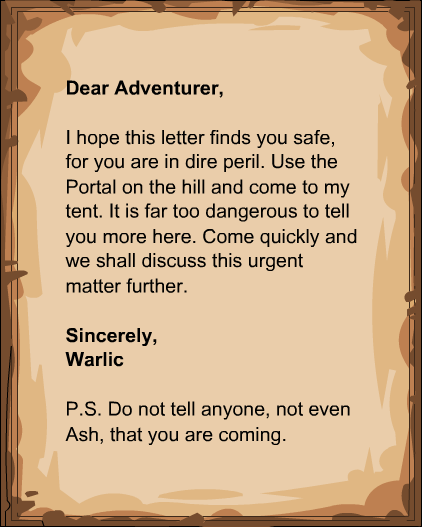 Dear Adventurer,
I hope this letter finds you safe,
for you are in dire peril. Use the
Portal on the hill and come to my
tent. It is far too dangerous to tell
you more here. Come quickly and
we shall discuss this urgent
matter further.
Sincerely,
Warlic
P.S. Do not tell anyone, not even
Ash, that you are coming.